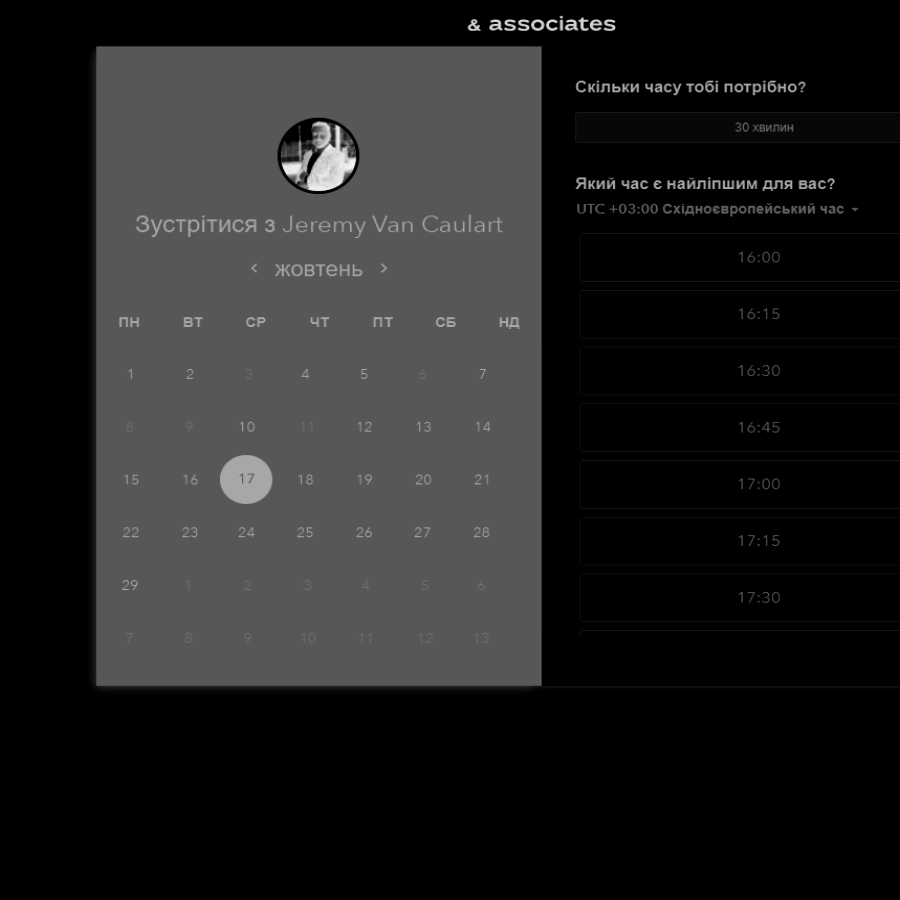 & associates
Зустрітися з Jeremy Van Caulart
жовтень
ПН ВТ СР ЧТ ПТ СБ НД
1 2 3 4 5 6 7
8 9 10 11 12 13 14
15 16 17 18 19 20 21
22 23 24 25 26 27 28
29 1 2 3 4 5 6
7 8 9 10 11 12 13
Скільки часу тобі потрібно?
30 хвилин
Який час є найліпшим для вас?
UTC +03:00 Східноєвропейський час
16:00
16:15
16:30
16:45
17:00
17:15
17:30